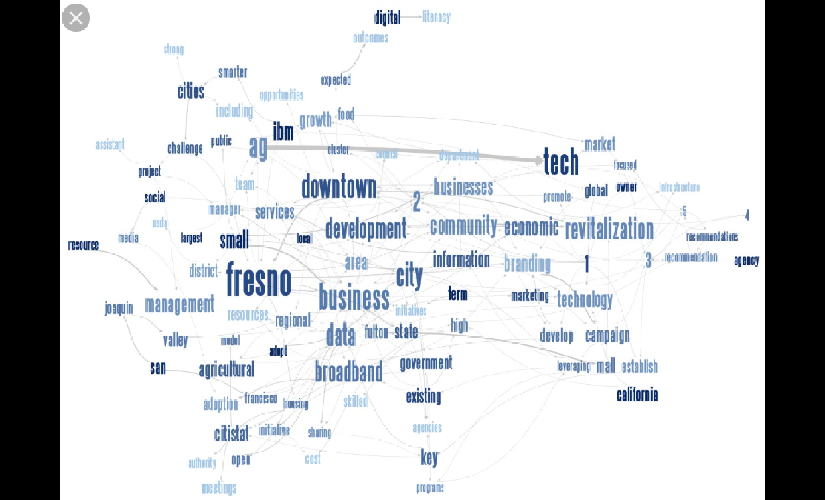 digital literacy
outcomes
strong
smarter
expected
cities
opportunities
including
growth food
ibm
assistant challenge public ag
cluster
market
tech
focused
project
team
downtown
businesses
global owner
promote
social
2
manager services
development community economic revitalization
4
media largest small local
recommendations
resource
information
area
branding 1 3 recommendation agency
district
fresno
city
business
term
marketing technology
joaquin management
resources regional
initiatives
high
valley model
data fulton state
develop campaign
adopt
san agricultural
broadband
government
leveraging mall establish
existing
california
adoption francisco housing
skilled
citistat initiative sharing
agencies
authority open
cost
key
meetings
programs